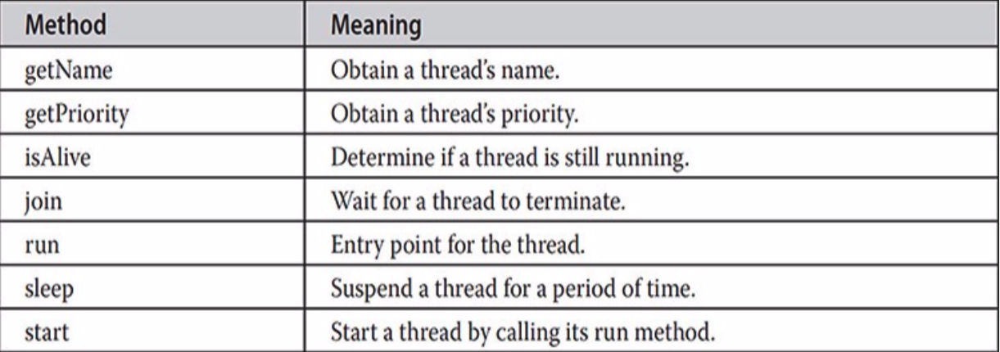 Method Meaning
getName Obtain a thread’s name.
getPriority Obtain a thread’s priority.
isAlive Determine if a thread is still running.
join Wait for a thread to terminate.
run Entry point for the thread.
sleep Suspend a thread for a period of time.
start Start a thread by calling its run method.